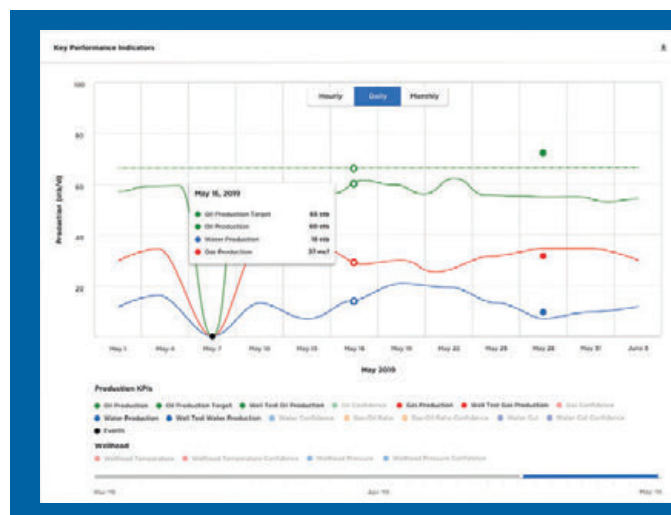 Key Performance Indicators
Hourly Daily Monthly
100
80
60
40
20
Production (stb/d)
May 16, 2019
Oil Production Target 65 stb
Oil Production 60 stb
Water Production 18 stb
Gas Production 37 mcf
May 1 May 4 May 7 May 10 May 13 May 16 May 19 May 22 May 25 May 28 May 31 June 5
May 2019
Production KPIs
Oil Production Oil Production Target Well Test Oil Production Oil Confidence Gas Production Well Test Gas Production Gas Confidence
Water Production Well Test Water Production Water Confidence Gas-Oil Ratio Gas-Oil Ratio Confidence Water Cut Water Cut Confidence
Events
Wellhead
Wellhead Temperature Wellhead Temperature Confidence Wellhead Pressure Wellhead Pressure Confidence
Mar '19 Apr '19 May '19